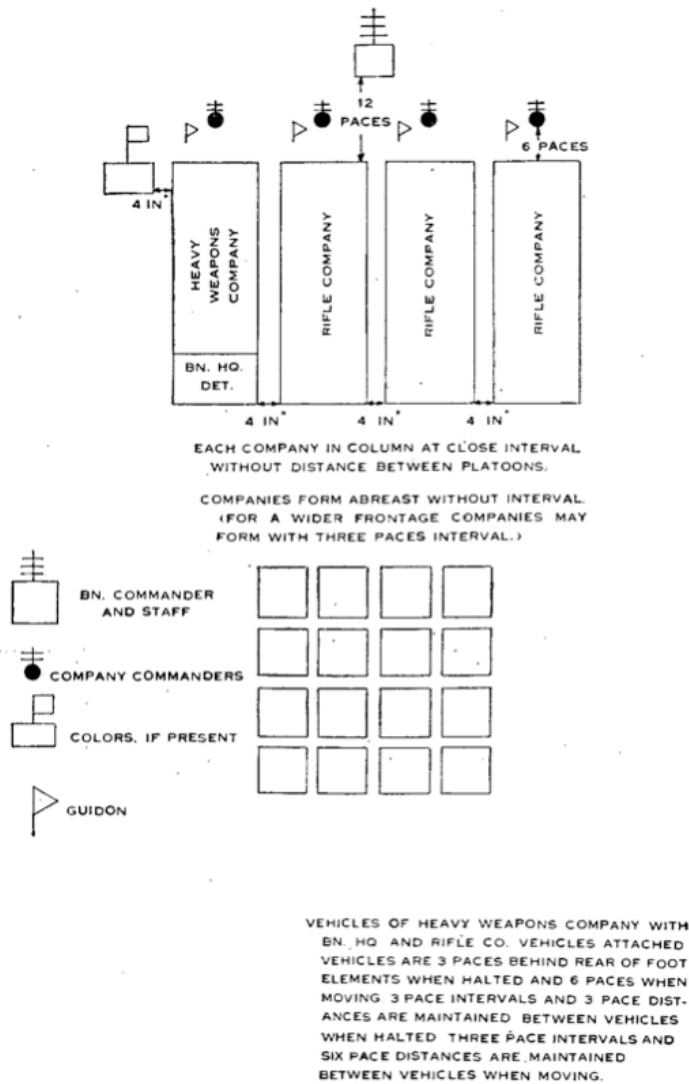 12
PACES
6 PACES
4 IN"
HEAVY
WEAPONS
COMPANY
RIFLE COMPANY
RIFLE COMPANY
RIFLE COMPANY
BN. HQ.
DET.
4 IN"
4 IN"
4 IN"
EACH COMPANY IN COLUMN AT CLOSE INTERVAL
WITHOUT DISTANCE BETWEEN PLATOONS.
COMPANIES FORM ABREAST WITHOUT INTERVAL.
(FOR A WIDER FRONTAGE COMPANIES MAY
FORM WITH THREE PACES INTERVAL.)
BN. COMMANDER
AND STAFF
COMPANY COMMANDERS
COLORS, IF PRESENT
GUIDON
VEHICLES OF HEAVY WEAPONS COMPANY WITH
BN. HQ AND RIFLE CO. VEHICLES ATTACHED
VEHICLES ARE 3 PACES BEHIND REAR OF FOOT
ELEMENTS WHEN HALTED AND 6 PACES WHEN
MOVING. 3 PACE INTERVALS AND 3 PACE DIST-
ANCES ARE MAINTAINED BETWEEN VEHICLES
WHEN HALTED THREE PACE INTERVALS AND
SIX PACE DISTANCES ARE MAINTAINED
BETWEEN VEHICLES WHEN MOVING.